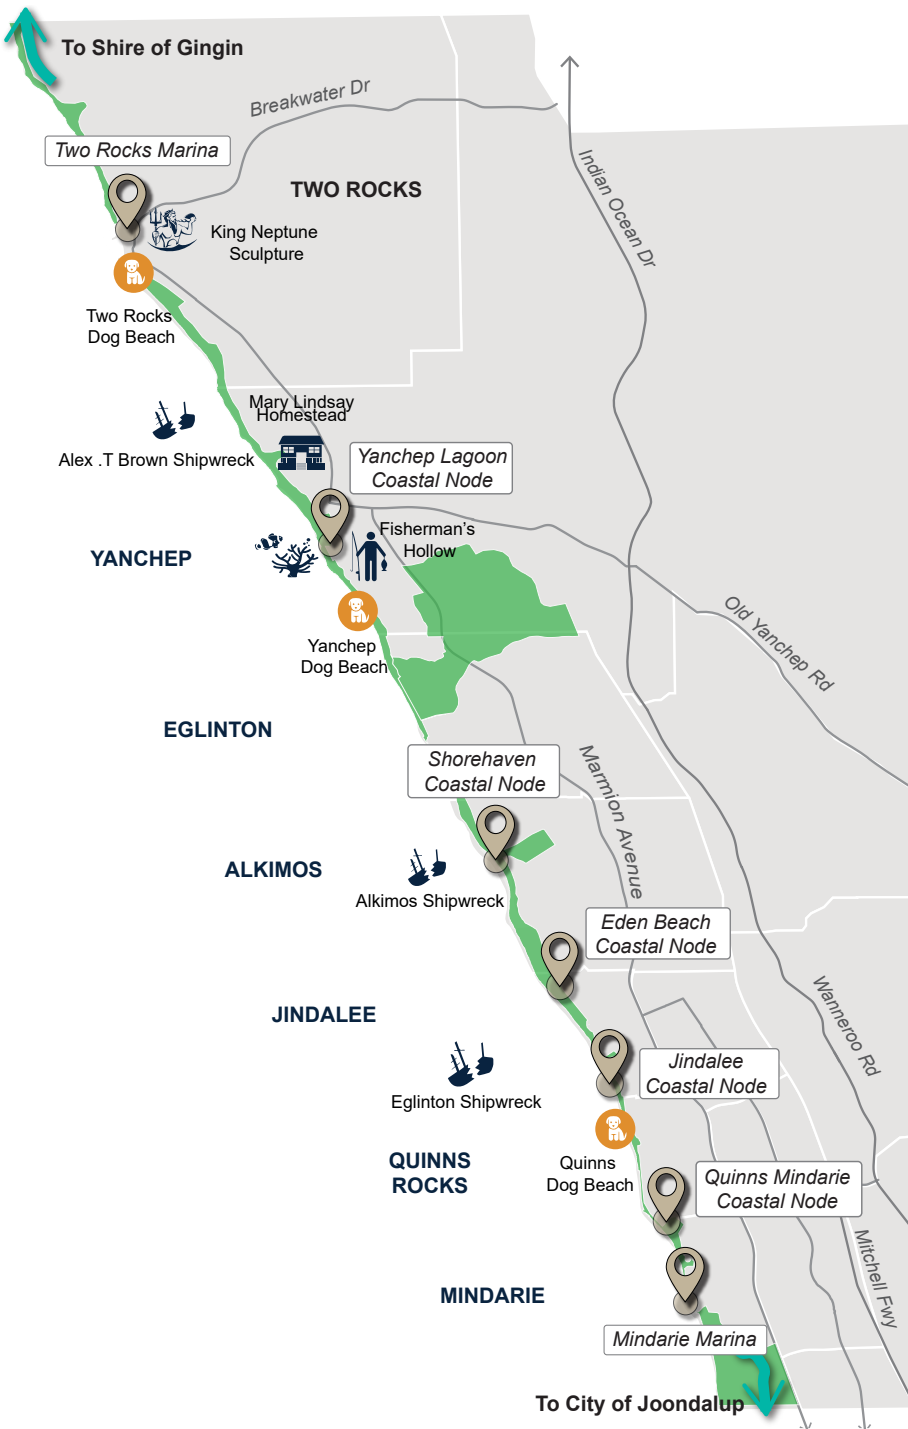 To Shire of Gingin
Breakwater Dr
Two Rocks Marina
Indian Ocean Dr
TWO ROCKS
King Neptune
Sculpture
Two Rocks
Dog Beach
Mary Lindsay
Homestead
Alex .T Brown Shipwreck
Yanchep Lagoon
Coastal Node
Fisherman's
Hollow
YANCHEP
Old Yanchep Rd
Yanchep
Dog Beach
EGLINTON
Shorehaven
Coastal Node
Marmion Avenue
ALKIMOS
Alkimos Shipwreck
Eden Beach
Coastal Node
Wanneroo Rd
JINDALEE
Jindalee
Coastal Node
Eglinton Shipwreck
QUINNS
ROCKS
Quinns
Dog Beach
Quinns Mindarie
Coastal Node
Mitchell Fwy
MINDARIE
Mindarie Marina
To City of Joondalup